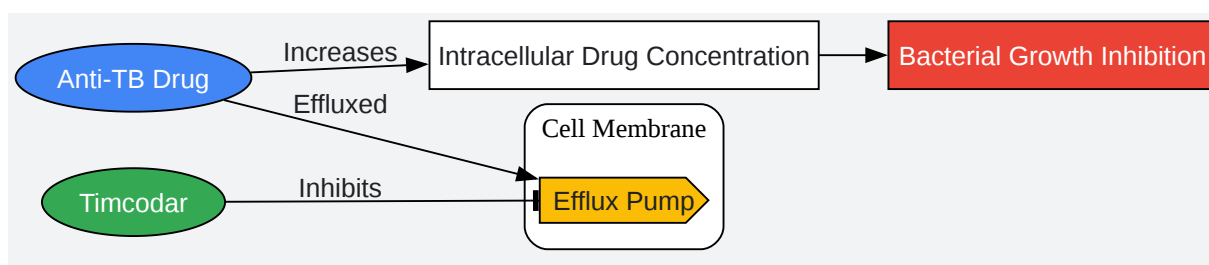 Anti-TB Drug
Increases
Intracellular Drug Concentration
Bacterial Growth Inhibition
Effluxed
Cell Membrane
Timcodar
Inhibits
Efflux Pump